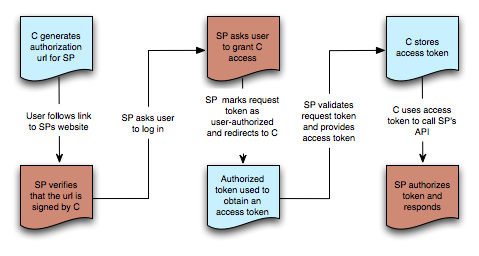 C generates
authorization
url for SP
User follows link
to SPs website
SP verifies
that the url is
signed by C
SP asks user
to log in
SP asks user
to grant C
access
SP marks request
token as
user-authorized
and redirects to C
Authorized
token used to
obtain an
access token
SP validates
request token
and provides
access token
C stores
access token
C uses access
token to call SP's
API
SP authorizes
token and
responds